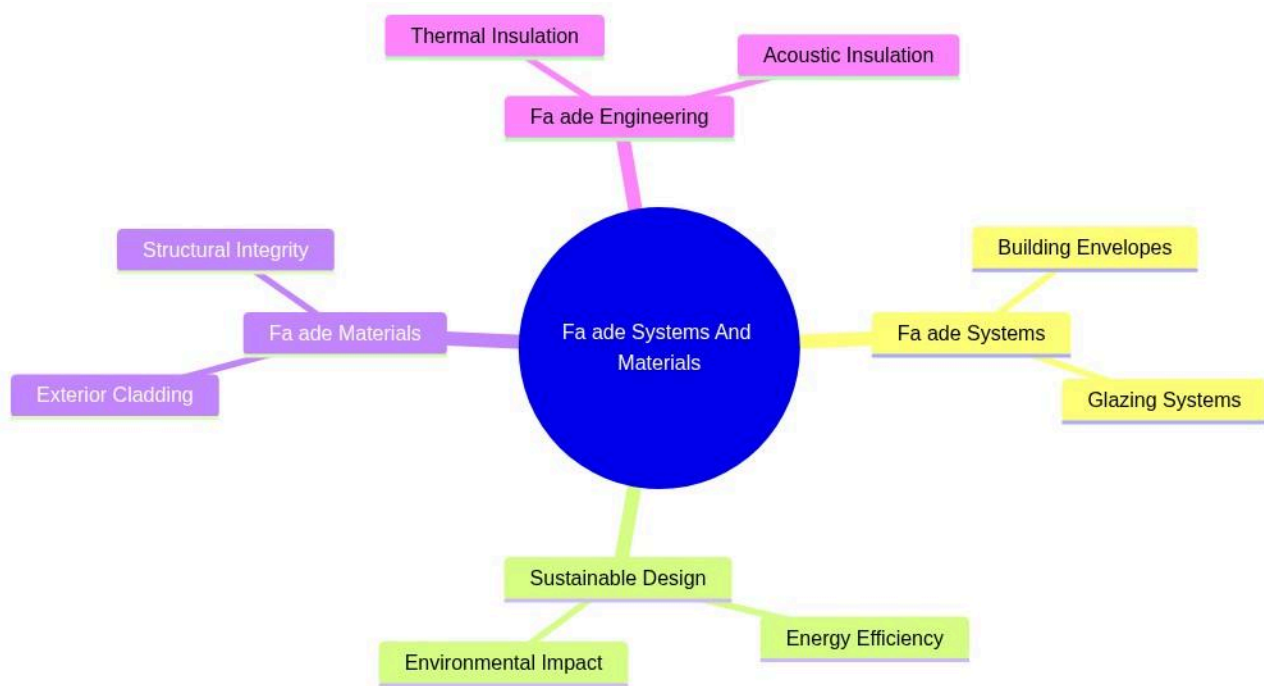 Thermal Insulation
Acoustic Insulation
Fa ade Engineering
Structural Integrity
Building Envelopes
Fa ade Materials
Fa ade Systems And
Materials
Fa ade Systems
Exterior Cladding
Glazing Systems
Sustainable Design
Energy Efficiency
Environmental Impact